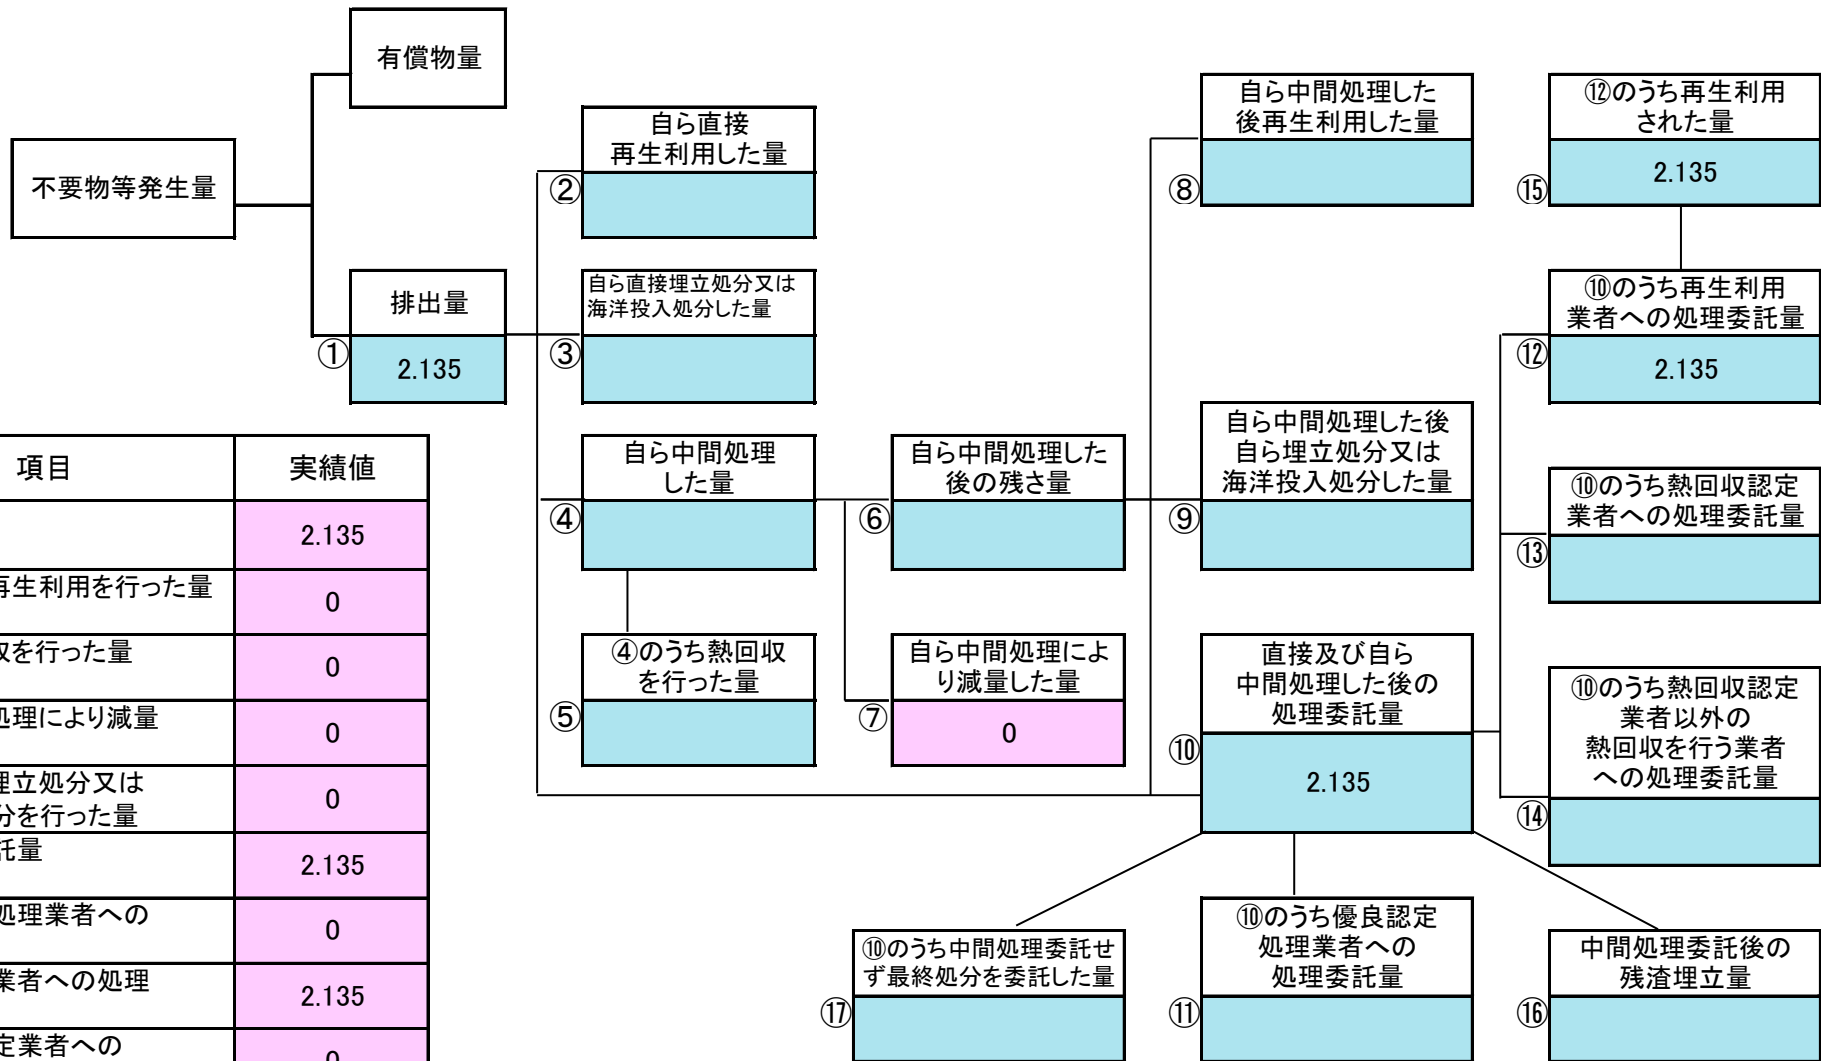 有償物量
不要物等発生量
排出量
①
2.135
自ら直接
再生利用した量
②
自ら直接埋立処分又は
海洋投入処分した量
③
自ら中間処理
した量
④
④のうち熱回収
を行った量
⑤
自ら中間処理した
後の残さ量
⑥
自ら中間処理によ
り減量した量
⑦
0
自ら中間処理した
後再生利用した量
⑧
自ら中間処理した後
自ら埋立処分又は
海洋投入処分した量
⑨
直接及び自ら
中間処理した後の
処理委託量
⑩
2.135
⑫のうち再生利用
された量
⑮
2.135
⑩のうち再生利用
業者への処理委託量
⑫
2.135
⑩のうち熱回収認定
業者への処理委託量
⑬
⑩のうち熱回収認定
業者以外の
熱回収を行う業者
への処理委託量
⑭
⑩のうち中間処理委託せ
ず最終処分を委託した量
⑰
⑩のうち優良認定
処理業者への
処理委託量
⑪
中間処理委託後の
残渣埋立量
⑯
項目
実績値
2.135
再生利用を行った量
0
収を行った量
0
処理により減量
0
埋立処分又は
分を行った量
0
託量
2.135
処理業者への
0
業者への処理
2.135
定業者への
0